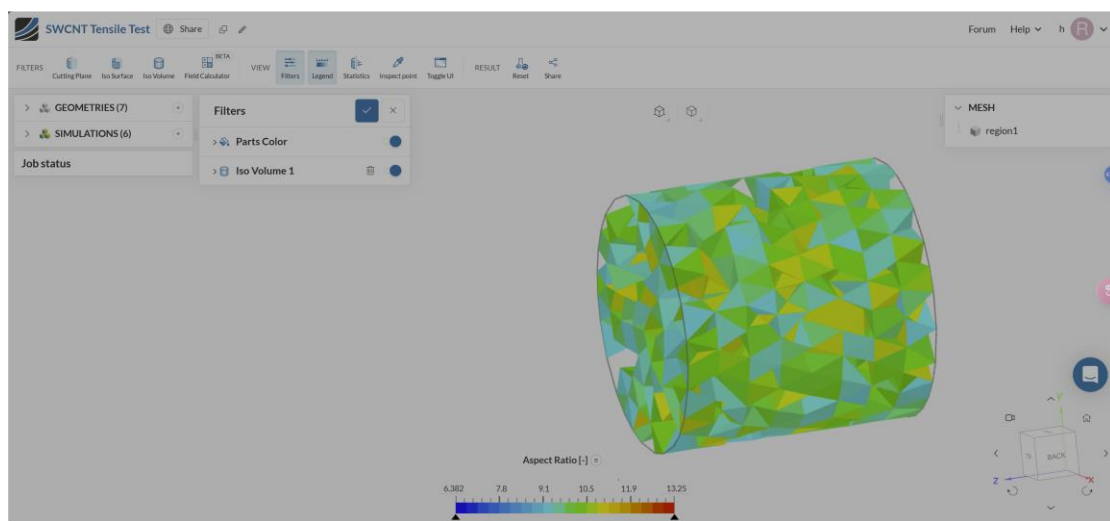 SWCNT Tensile Test Share Forum Help h R
FILTERS Cutting Plane Iso Surface Iso Volume Field Calculator BETA VIEW Filters Legend Statistics Inspect point Toggle UI RESULT Reset Share
GEOMETRIES (7)
SIMULATIONS (6)
Job status
Filters
Parts Color
Iso Volume 1
MESH
region1
Aspect Ratio [-]
6.382 7.8 9.1 10.5 11.9 13.25
Y
BACK
Z X